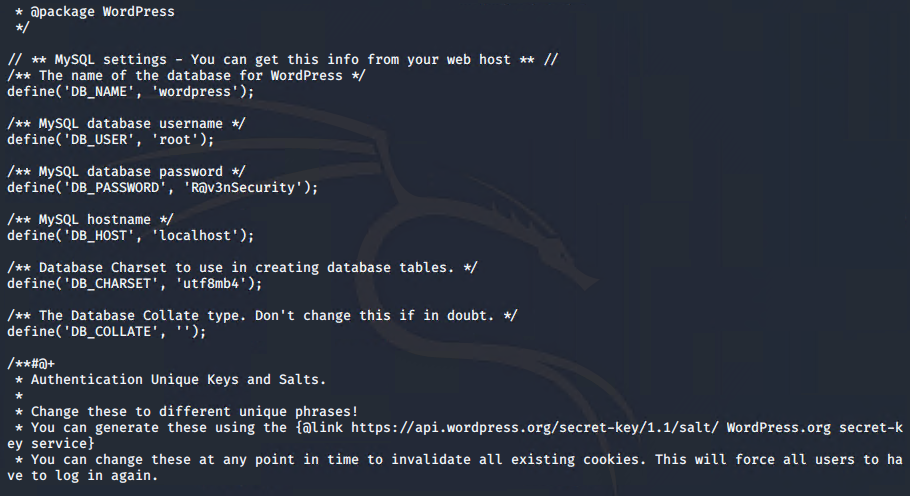 * @package WordPress
 */
// ** MySQL settings - You can get this info from your web host ** //
/** The name of the database for WordPress */
define('DB_NAME', 'wordpress');
/** MySQL database username */
define('DB_USER', 'root');
/** MySQL database password */
define('DB_PASSWORD', 'R@v3nSecurity');
/** MySQL hostname */
define('DB_HOST', 'localhost');
/** Database Charset to use in creating database tables. */
define('DB_CHARSET', 'utf8mb4');
/** The Database Collate type. Don't change this if in doubt. */
define('DB_COLLATE', '');
/**#@+
 * Authentication Unique Keys and Salts.
 *
 * Change these to different unique phrases!
 * You can generate these using the {@link https://api.wordpress.org/secret-key/1.1/salt/ WordPress.org secret-k
ey service}
 * You can change these at any point in time to invalidate all existing cookies. This will force all users to ha
ve to log in again.